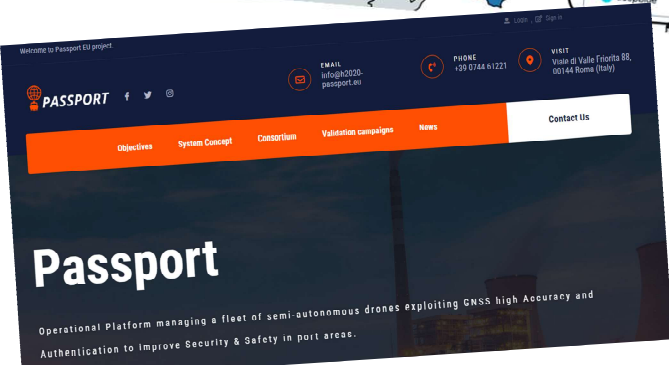 Login , Sign in
Welcome to Passport EU project.
PASSPORT
EMAIL
info@h2020-
passport.eu
PHONE
+39 0744 61221
VISIT
Viale di Valle Fiorita 88,
00144 Roma (Italy)
Objectives System Concept Consortium Validation campaigns News Contact Us
Passport
Operational Platform managing a fleet of semi-autonomous drones exploiting GNSS high Accuracy and
Authentication to improve Security & Safety in port areas.